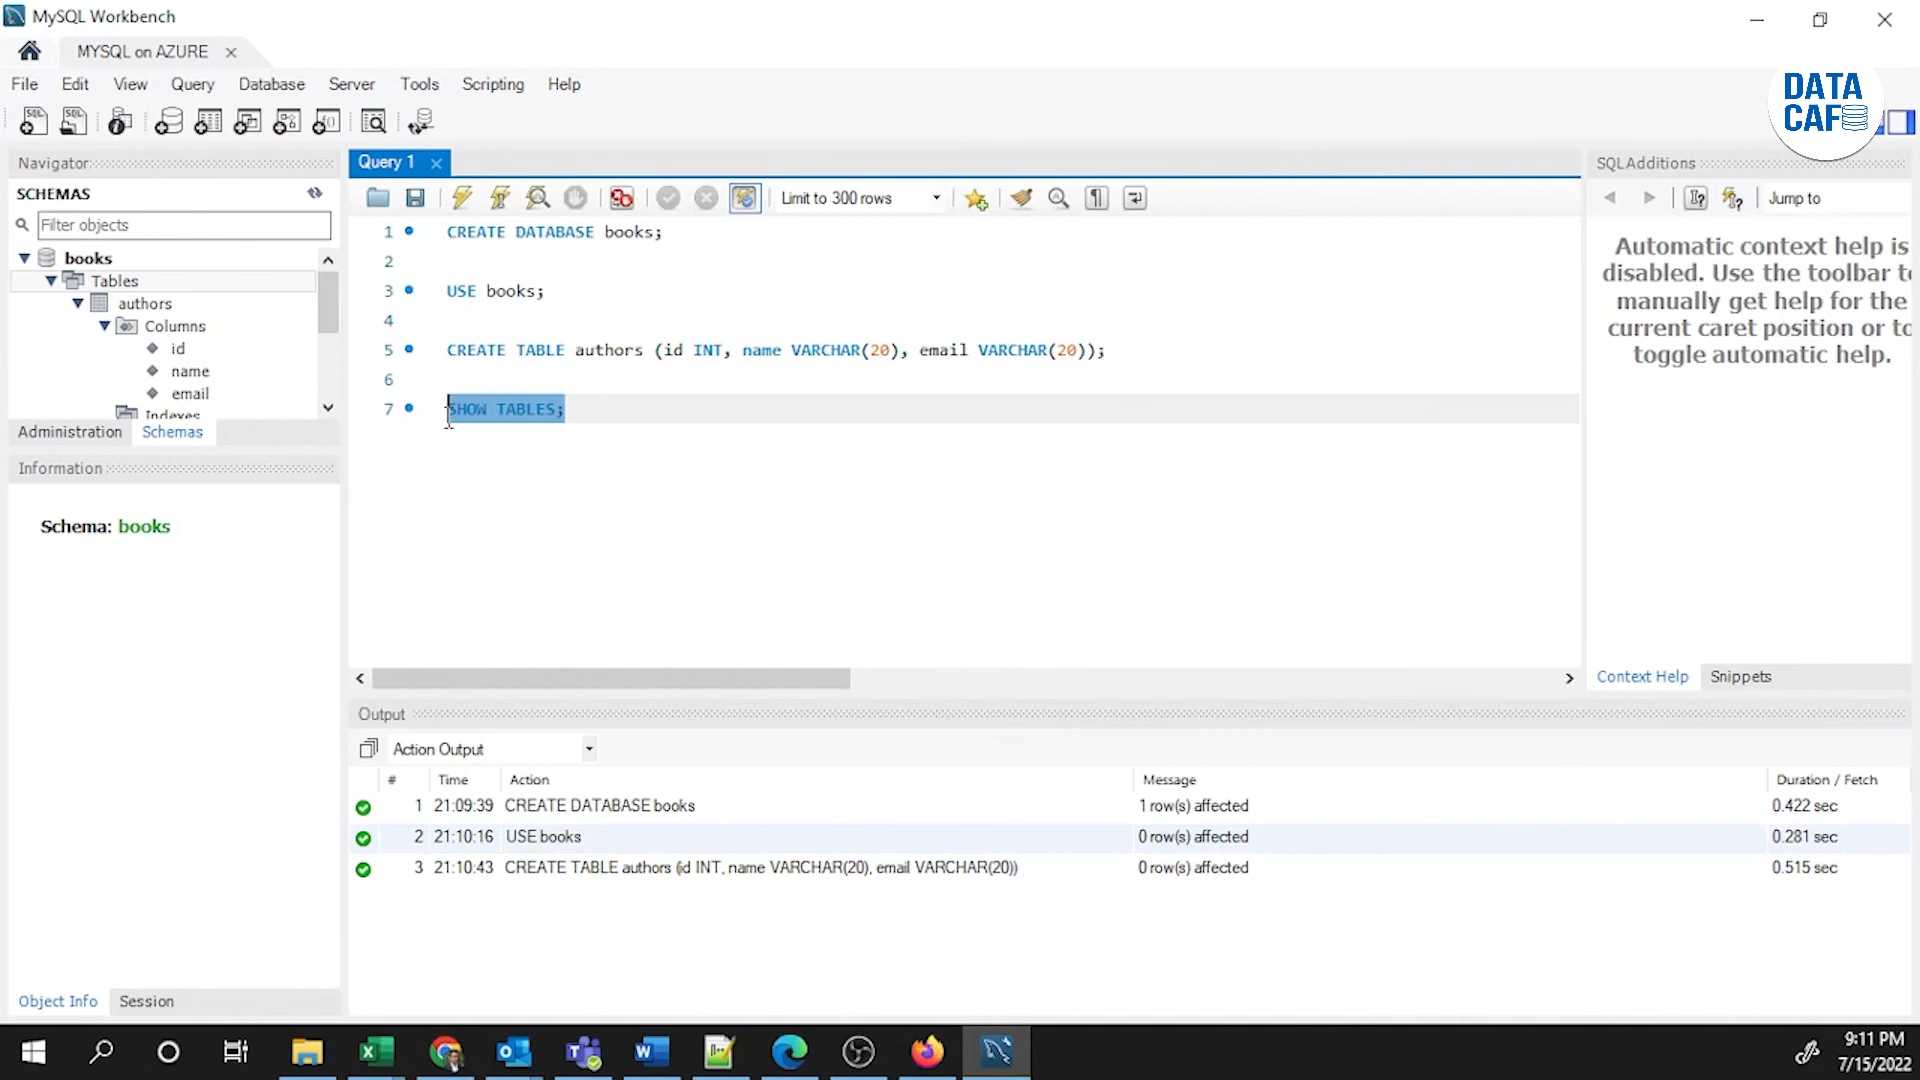 MySQL Workbench
MYSQL on AZURE
File Edit View Query Database Server Tools Scripting Help
DATA
CAF
Navigator
SCHEMAS
Filter objects
books
Tables
authors
Columns
id
name
email
Indexes
Administration Schemas
Information
Schema: books
Object Info Session
Query 1
Limit to 300 rows
1 CREATE DATABASE books;
2
3 USE books;
4
5 CREATE TABLE authors (id INT, name VARCHAR(20), email VARCHAR(20));
6
7 SHOW TABLES;
SQLAdditions
Jump to
Automatic context help is
disabled. Use the toolbar to
manually get help for the
current caret position or to
toggle automatic help.
Context Help Snippets
Output
Action Output
# Time Action Message Duration / Fetch
1 21:09:39 CREATE DATABASE books 1 row(s) affected 0.422 sec
2 21:10:16 USE books 0 row(s) affected 0.281 sec
3 21:10:43 CREATE TABLE authors (id INT, name VARCHAR(20), email VARCHAR(20)) 0 row(s) affected 0.515 sec
9:11 PM
7/15/2022